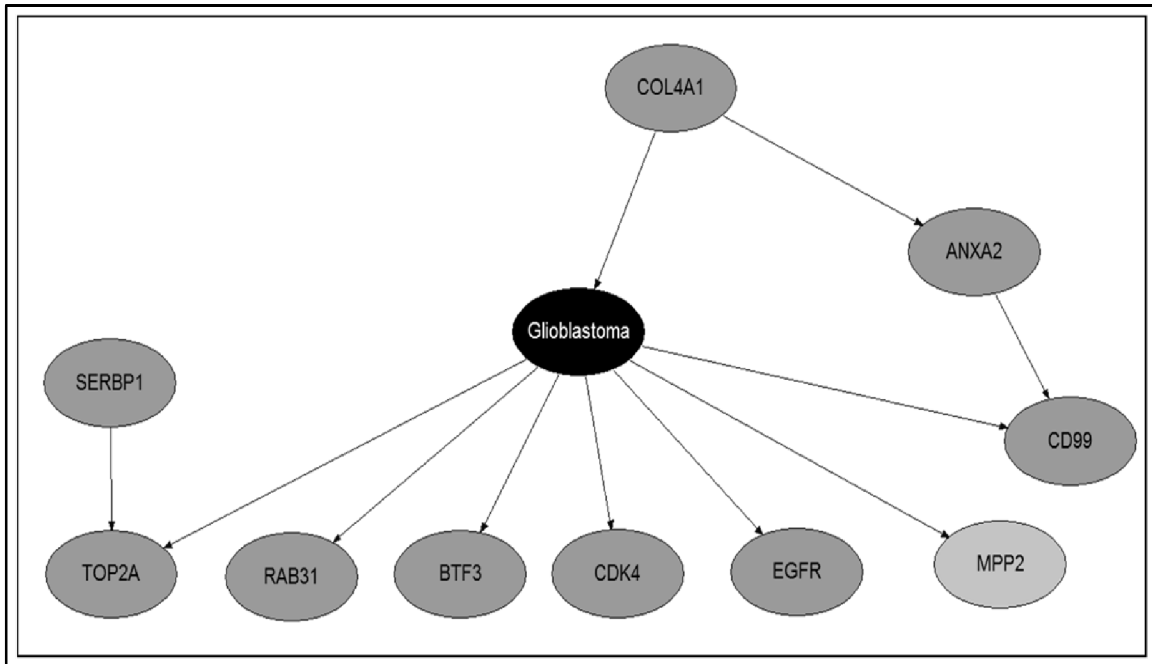 COL4A1
ANXA2
Glioblastoma
SERBP1
CD99
TOP2A
RAB31
BTF3
CDK4
EGFR
MPP2